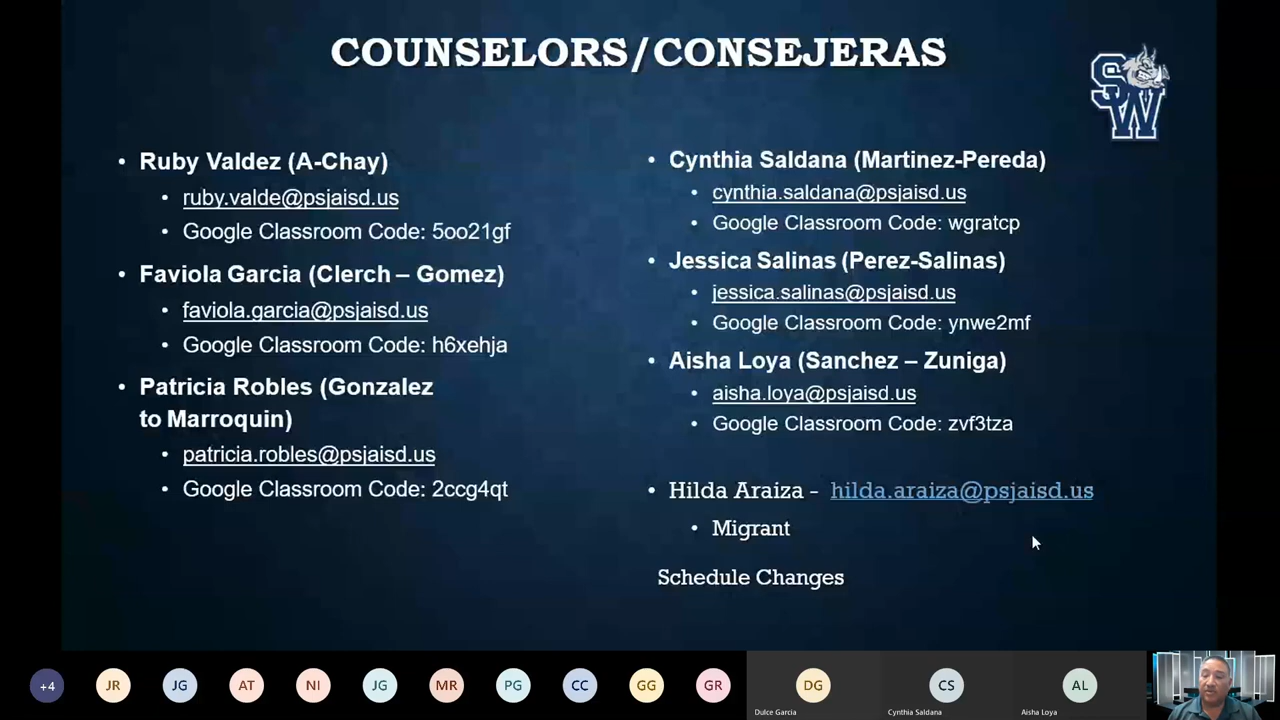 COUNSELORS/CONSEJERAS
SW
• Ruby Valdez (A-Chay)
• ruby.valde@psjaisd.us
• Google Classroom Code: 5oo21gf
• Faviola Garcia (Clerch – Gomez)
• faviola.garcia@psjaisd.us
• Google Classroom Code: h6xehja
• Patricia Robles (Gonzalez
to Marroquin)
• patricia.robles@psjaisd.us
• Google Classroom Code: 2ccg4qt
• Cynthia Saldana (Martinez-Pereda)
• cynthia.saldana@psjaisd.us
• Google Classroom Code: wgratcp
• Jessica Salinas (Perez-Salinas)
• jessica.salinas@psjaisd.us
• Google Classroom Code: ynwe2mf
• Aisha Loya (Sanchez – Zuniga)
• aisha.loya@psjaisd.us
• Google Classroom Code: zvf3tza
• Hilda Araiza - hilda.araiza@psjaisd.us
• Migrant
Schedule Changes
+4 JR JG AT NI JG MR PG CC GG GR DG CS AL
Dulce Garcia Cynthia Saldana Aisha Loya